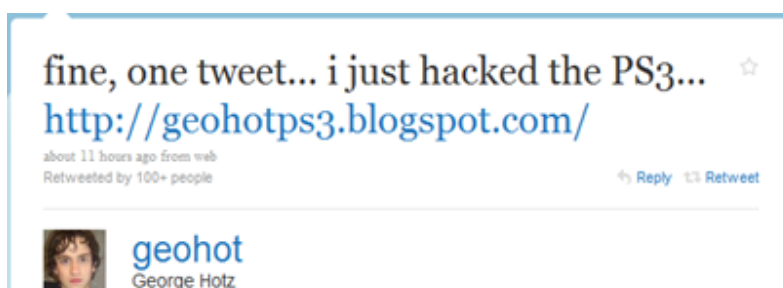 fine, one tweet... i just hacked the PS3...
http://geohotps3.blogspot.com/
about 11 hours ago from web
Retweeted by 100+ people
Reply Retweet
geohot
George Hotz